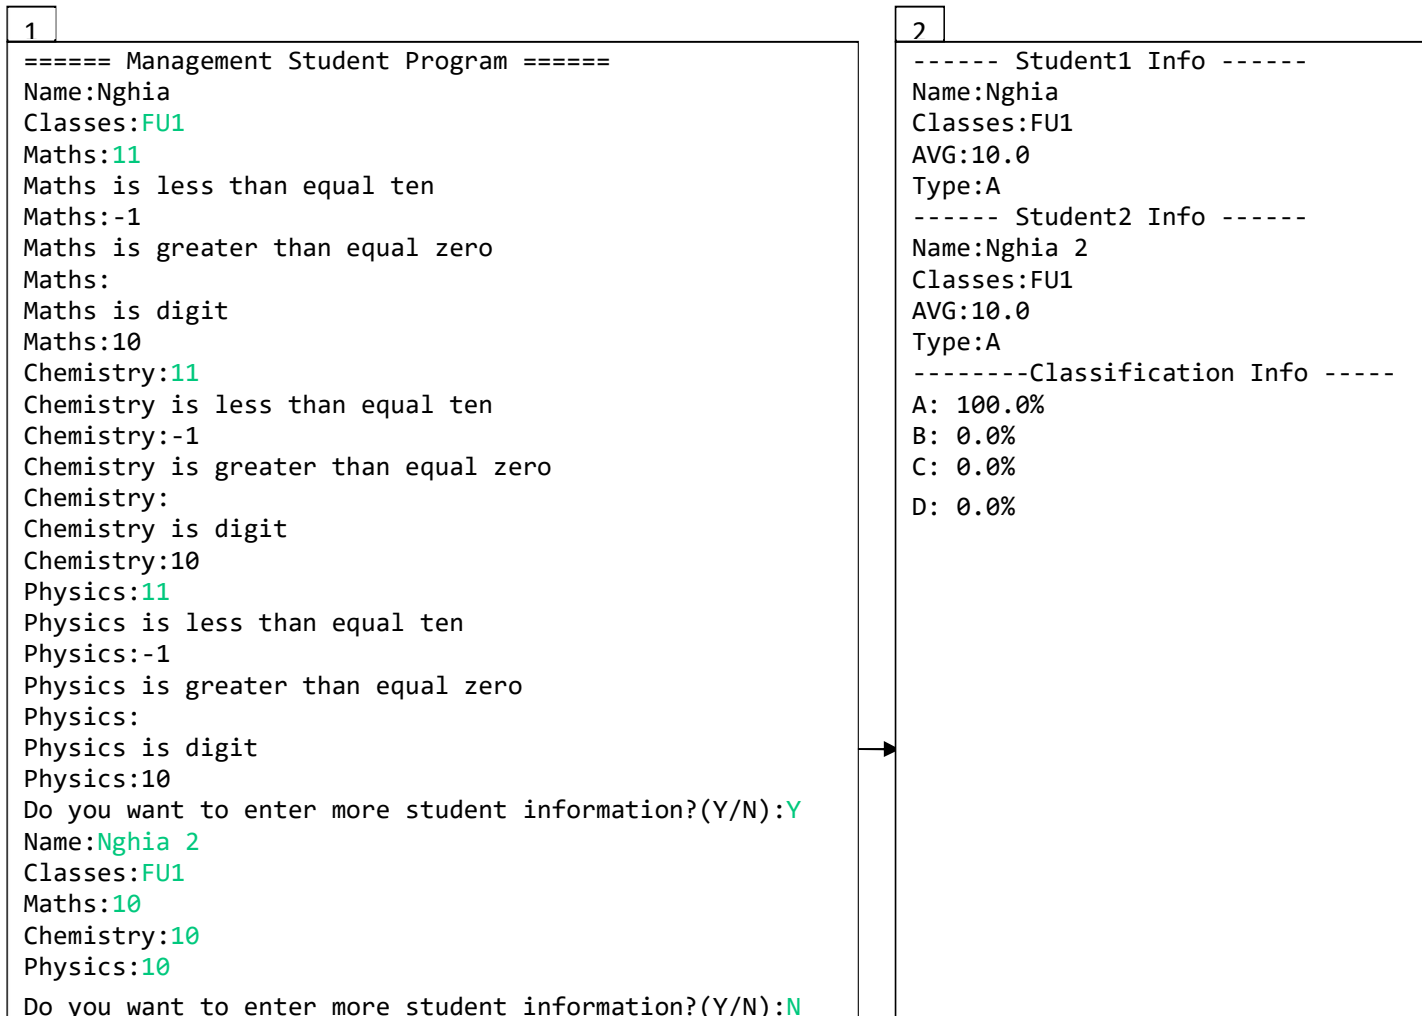 1
====== Management Student Program ======
Name:Nghia
Classes:FU1
Maths:11
Maths is less than equal ten
Maths:-1
Maths is greater than equal zero
Maths:
Maths is digit
Maths:10
Chemistry:11
Chemistry is less than equal ten
Chemistry:-1
Chemistry is greater than equal zero
Chemistry:
Chemistry is digit
Chemistry:10
Physics:11
Physics is less than equal ten
Physics:-1
Physics is greater than equal zero
Physics:
Physics is digit
Physics:10
Do you want to enter more student information?(Y/N):Y
Name:Nghia 2
Classes:FU1
Maths:10
Chemistry:10
Physics:10
Do you want to enter more student information?(Y/N):N
2
------ Student1 Info ------
Name:Nghia
Classes:FU1
AVG:10.0
Type:A
------ Student2 Info ------
Name:Nghia 2
Classes:FU1
AVG:10.0
Type:A
--------Classification Info -----
A: 100.0%
B: 0.0%
C: 0.0%
D: 0.0%